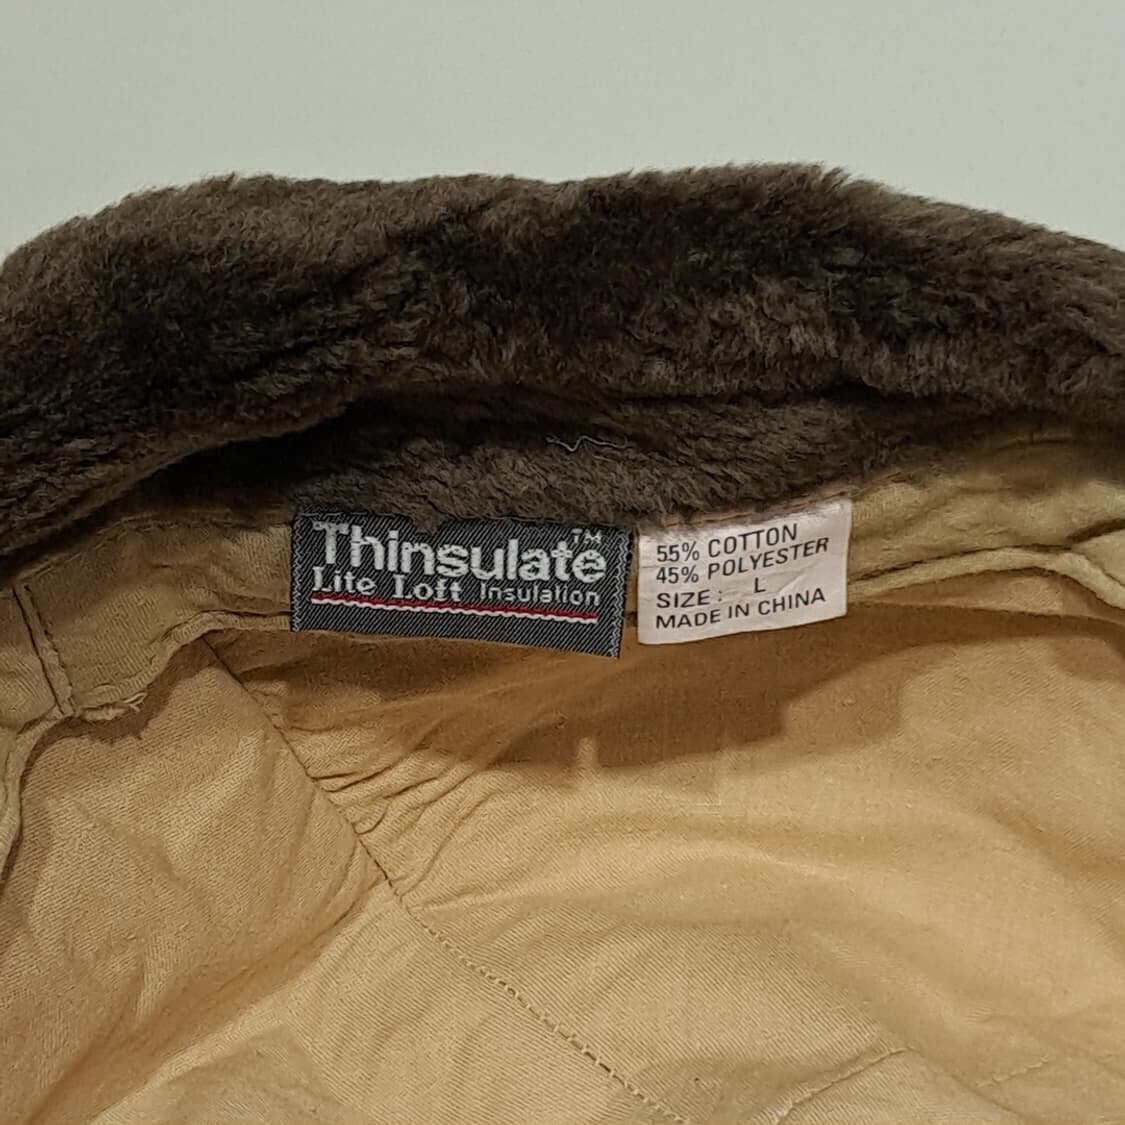 Thinsulate™
Lite Loft Insulation
55% COTTON
45% POLYESTER
SIZE: L
MADE IN CHINA